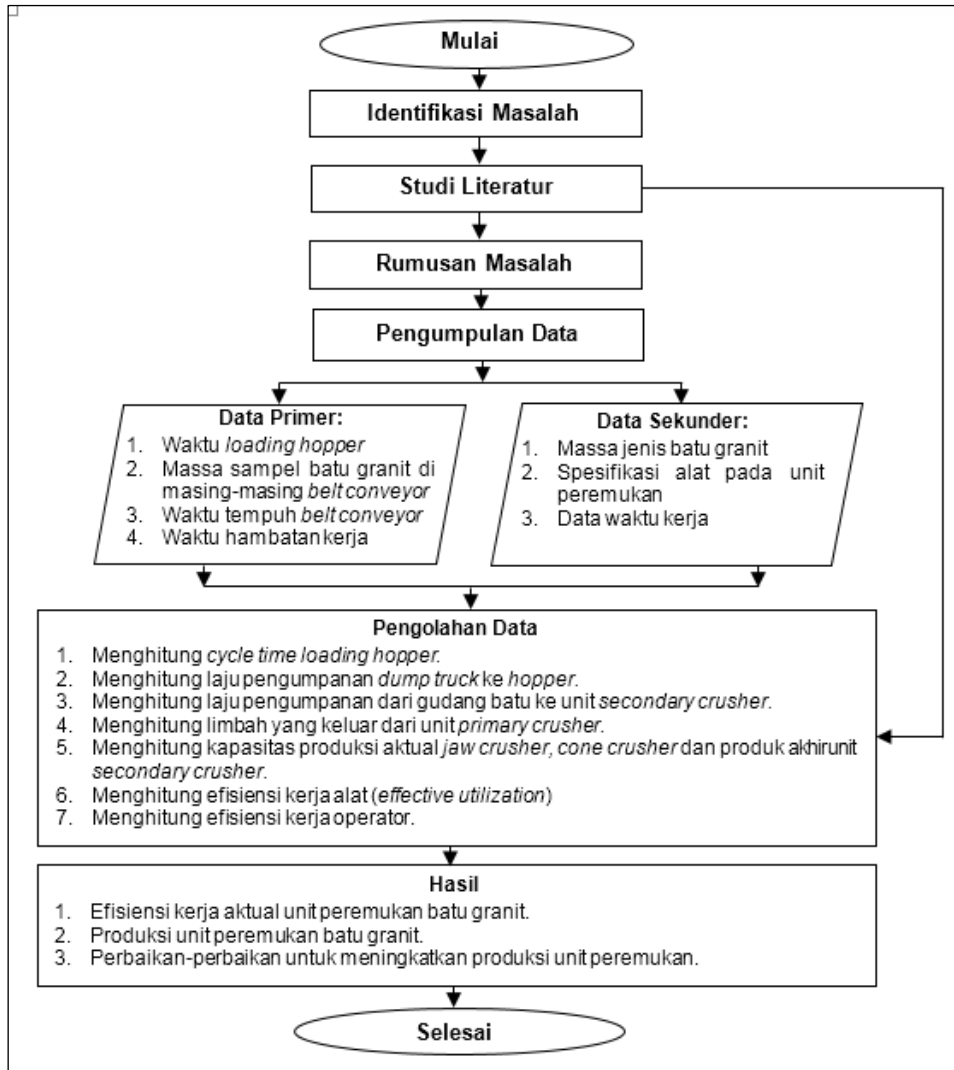 Mulai
Identifikasi Masalah
Studi Literatur
Rumusan Masalah
Pengumpulan Data
Data Primer:
1. Waktu loading hopper
2. Massa sampel batu granit di
masing-masing belt conveyor
3. Waktu tempuh belt conveyor
4. Waktu hambatan kerja
Data Sekunder:
1. Massa jenis batu granit
2. Spesifikasi alat pada unit
peremukan
3. Data waktu kerja
Pengolahan Data
1. Menghitung cycle time loading hopper.
2. Menghitung laju pengumpanan dump truck ke hopper.
3. Menghitung laju pengumpanan dari gudang batu ke unit secondary crusher.
4. Menghitung limbah yang keluar dari unit primary crusher.
5. Menghitung kapasitas produksi aktual jaw crusher, cone crusher dan produk akhir unit
secondary crusher.
6. Menghitung efisiensi kerja alat (effective utilization)
7. Menghitung efisiensi kerja operator.
Hasil
1. Efisiensi kerja aktual unit peremukan batu granit.
2. Produksi unit peremukan batu granit.
3. Perbaikan-perbaikan untuk meningkatkan produksi unit peremukan.
Selesai